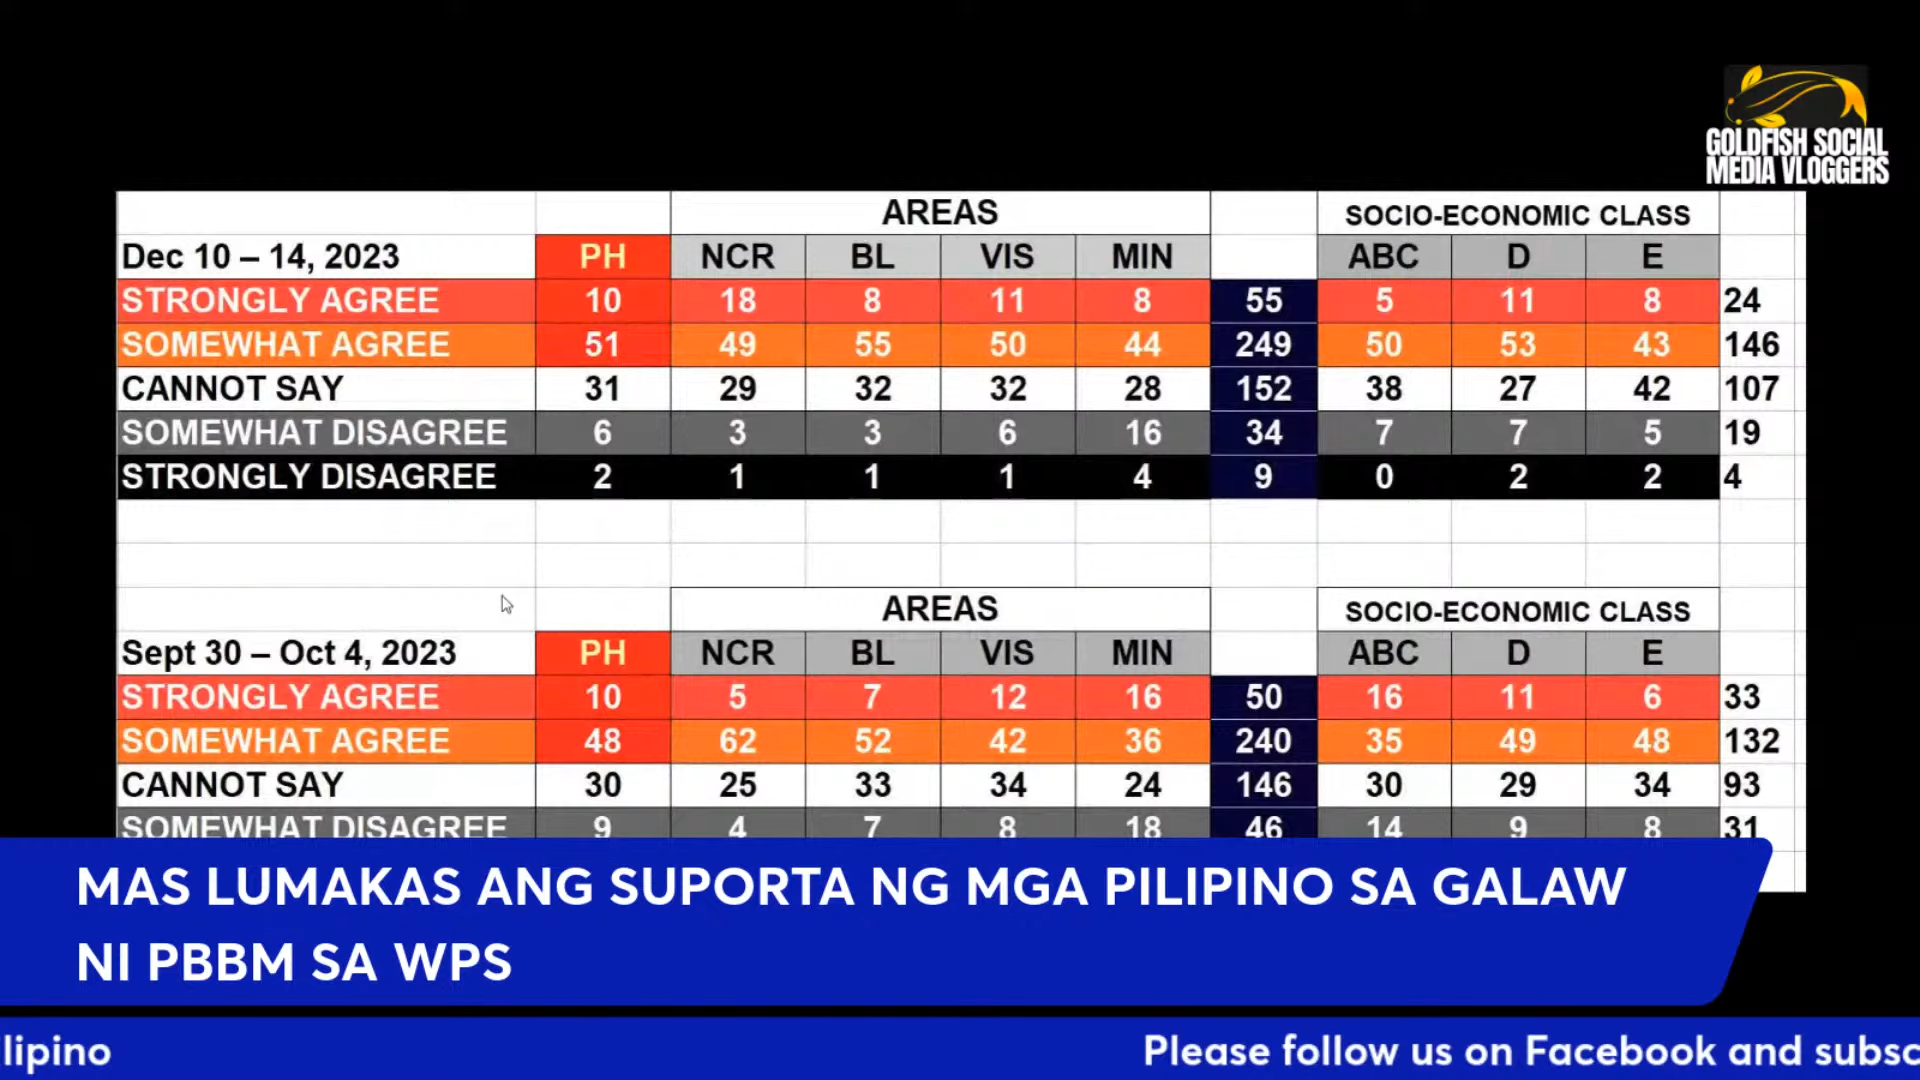 GOLDFISH SOCIAL
MEDIA VLOGGERS
AREAS SOCIO-ECONOMIC CLASS
Dec 10 – 14, 2023 PH NCR BL VIS MIN ABC D E
STRONGLY AGREE 10 18 8 11 8 55 5 11 8 24
SOMEWHAT AGREE 51 49 55 50 44 249 50 53 43 146
CANNOT SAY 31 29 32 32 28 152 38 27 42 107
SOMEWHAT DISAGREE 6 3 3 6 16 34 7 7 5 19
STRONGLY DISAGREE 2 1 1 1 4 9 0 2 2 4
AREAS SOCIO-ECONOMIC CLASS
Sept 30 – Oct 4, 2023 PH NCR BL VIS MIN ABC D E
STRONGLY AGREE 10 5 7 12 16 50 16 11 6 33
SOMEWHAT AGREE 48 62 52 42 36 240 35 49 48 132
CANNOT SAY 30 25 33 34 24 146 30 29 34 93
SOMEWHAT DISAGREE 9 4 7 8 18 46 14 9 8 31
MAS LUMAKAS ANG SUPORTA NG MGA PILIPINO SA GALAW
NI PBBM SA WPS
lipino Please follow us on Facebook and subsc